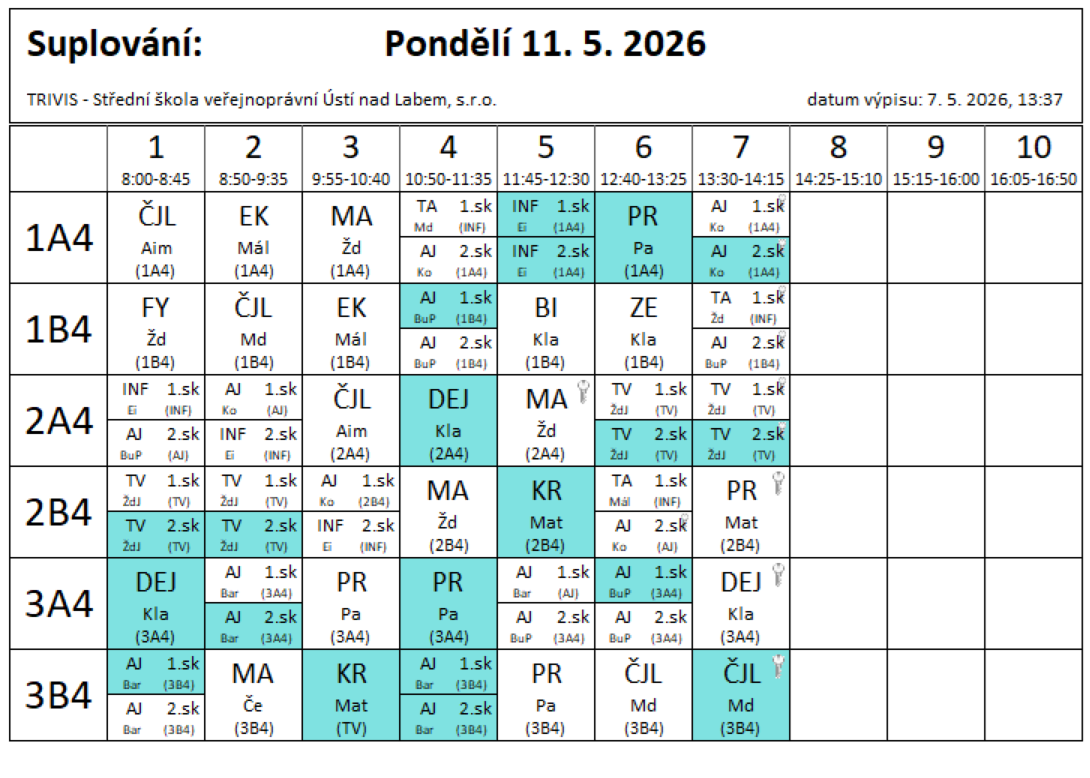 Suplování: Pondělí 11. 5. 2026
TRIVIS - Střední škola veřejnoprávní Ústí nad Labem, s.r.o. datum výpisu: 7. 5. 2026, 13:37
1 2 3 4 5 6 7 8 9 10
8:00-8:45 8:50-9:35 9:55-10:40 10:50-11:35 11:45-12:30 12:40-13:25 13:30-14:15 14:25-15:10 15:15-16:00 16:05-16:50
1A4
ČJL
Aim
(1A4)
EK
Mál
(1A4)
MA
Žd
(1A4)
TA 1.sk
Md (INF)
AJ 2.sk
Ko (1A4)
INF 1.sk
Ei (1A4)
INF 2.sk
Ei (1A4)
PR
Pa
(1A4)
AJ 1.sk
Ko (1A4)
AJ 2.sk
Ko (1A4)
1B4
FY
Žd
(1B4)
ČJL
Md
(1B4)
EK
Mál
(1B4)
AJ 1.sk
BuP (1B4)
AJ 2.sk
BuP (1B4)
BI
Kla
(1B4)
ZE
Kla
(1B4)
TA 1.sk
Žd (INF)
AJ 2.sk
BuP (1B4)
2A4
INF 1.sk
Ei (INF)
AJ 2.sk
BuP (AJ)
AJ 1.sk
Ko (AJ)
INF 2.sk
Ei (INF)
ČJL
Aim
(2A4)
DEJ
Kla
(2A4)
MA
Žd
(2A4)
TV 1.sk
ŽdJ (TV)
TV 2.sk
ŽdJ (TV)
TV 1.sk
ŽdJ (TV)
TV 2.sk
ŽdJ (TV)
2B4
TV 1.sk
ŽdJ (TV)
TV 2.sk
ŽdJ (TV)
TV 1.sk
ŽdJ (TV)
TV 2.sk
ŽdJ (TV)
AJ 1.sk
Ko (2B4)
INF 2.sk
Ei (INF)
MA
Žd
(2B4)
KR
Mat
(2B4)
TA 1.sk
Mál (INF)
AJ 2.sk
Ko (AJ)
PR
Mat
(2B4)
3A4
DEJ
Kla
(3A4)
AJ 1.sk
Bar (3A4)
AJ 2.sk
Bar (3A4)
PR
Pa
(3A4)
PR
Pa
(3A4)
AJ 1.sk
Bar (AJ)
AJ 2.sk
BuP (3A4)
AJ 1.sk
BuP (3A4)
AJ 2.sk
BuP (3A4)
DEJ
Kla
(3A4)
3B4
AJ 1.sk
Bar (3B4)
AJ 2.sk
Bar (3B4)
MA
Če
(3B4)
KR
Mat
(TV)
AJ 1.sk
Bar (3B4)
AJ 2.sk
Bar (3B4)
PR
Pa
(3B4)
ČJL
Md
(3B4)
ČJL
Md
(3B4)